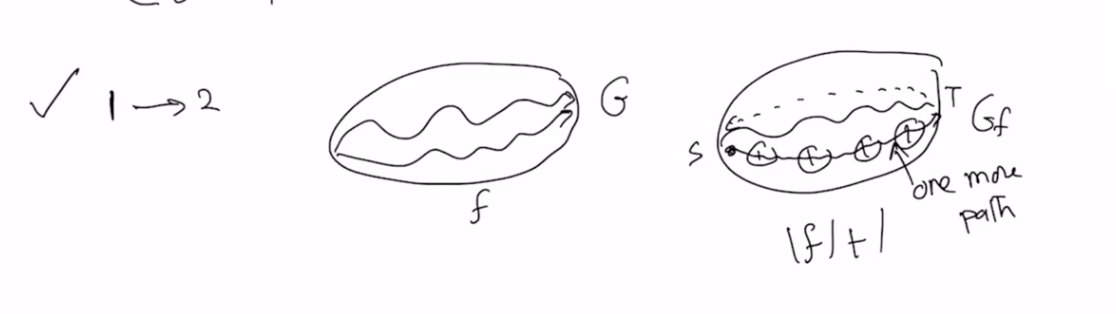 ✓ 1 → 2
G
f
S
T
Gf
one more
path
|f|+1